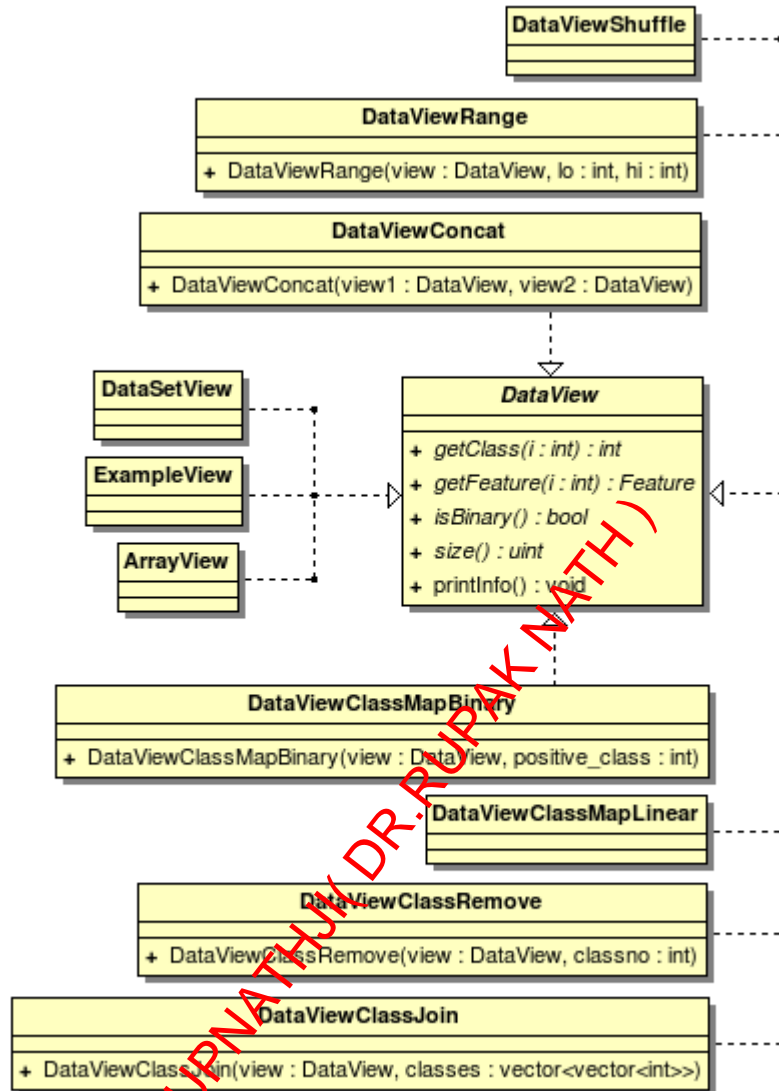 DataViewShuffle
DataViewRange
+ DataViewRange(view : DataView, lo : int, hi : int)
DataViewConcat
+ DataViewConcat(view1 : DataView, view2 : DataView)
DataSetView
ExampleView
ArrayView
DataView
+ getClass(i : int) : int
+ getFeature(i : int) : Feature
+ isBinary() : bool
+ size() : uint
+ printInfo() : void
DataViewClassMapBinary
+ DataViewClassMapBinary(view : DataView, positive_class : int)
DataViewClassMapLinear
DataViewClassRemove
+ DataViewClassRemove(view : DataView, classno : int)
DataViewClassJoin
+ DataViewClassJoin(view : DataView, classes : vector<vector<int>>)
UPNATHJI( DR.RUPAK NATH )